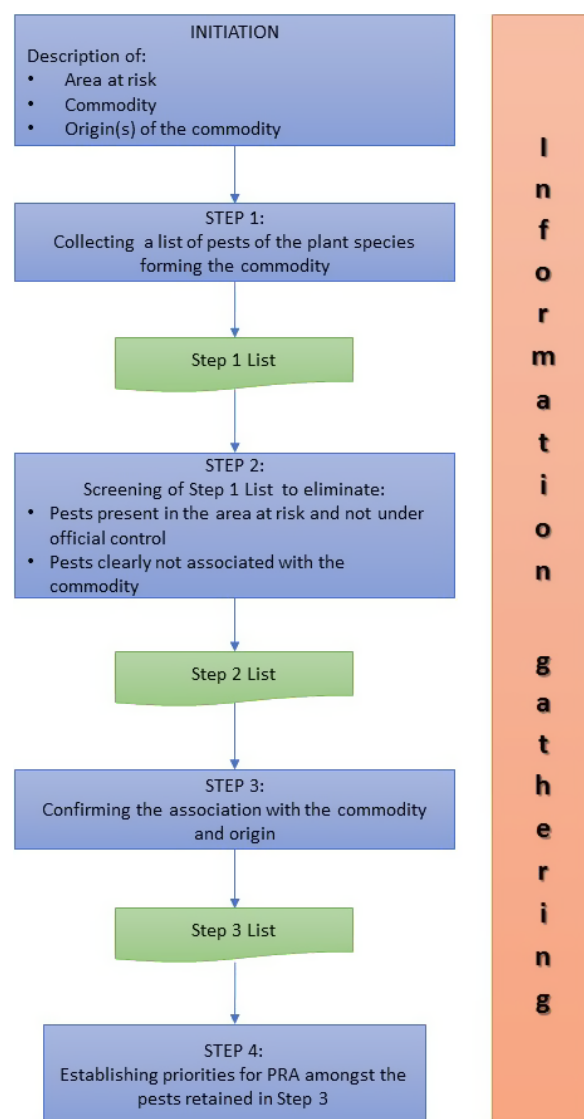 INITIATION
Description of:
• Area at risk
• Commodity
• Origin(s) of the commodity
STEP 1:
Collecting a list of pests of the plant species
forming the commodity
Step 1 List
STEP 2:
Screening of Step 1 List to eliminate:
• Pests present in the area at risk and not under
official control
• Pests clearly not associated with the
commodity
Step 2 List
STEP 3:
Confirming the association with the commodity
and origin
Step 3 List
STEP 4:
Establishing priorities for PRA amongst the
pests retained in Step 3
Information gathering